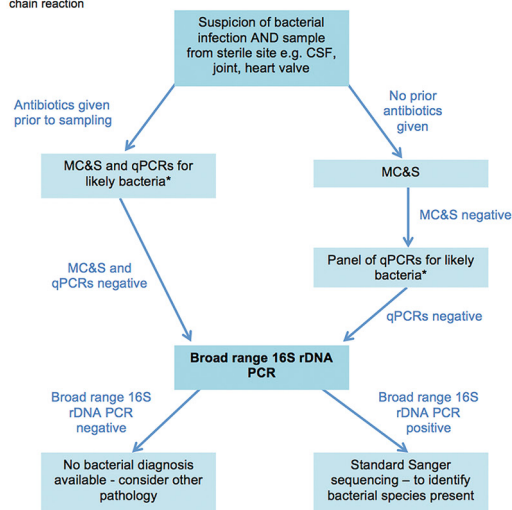 chain reaction
Suspicion of bacterial
infection AND sample
from sterile site e.g. CSF,
joint, heart valve
Antibiotics given
prior to sampling
No prior
antibiotics
given
MC&S and qPCRs for
likely bacteria*
MC&S
MC&S negative
MC&S and
qPCRs negative
Panel of qPCRs for likely
bacteria*
qPCRs negative
Broad range 16S rDNA
PCR
Broad range 16S
rDNA PCR
negative
Broad range 16S
rDNA PCR
positive
No bacterial diagnosis
available - consider other
pathology
Standard Sanger
sequencing – to identify
bacterial species present